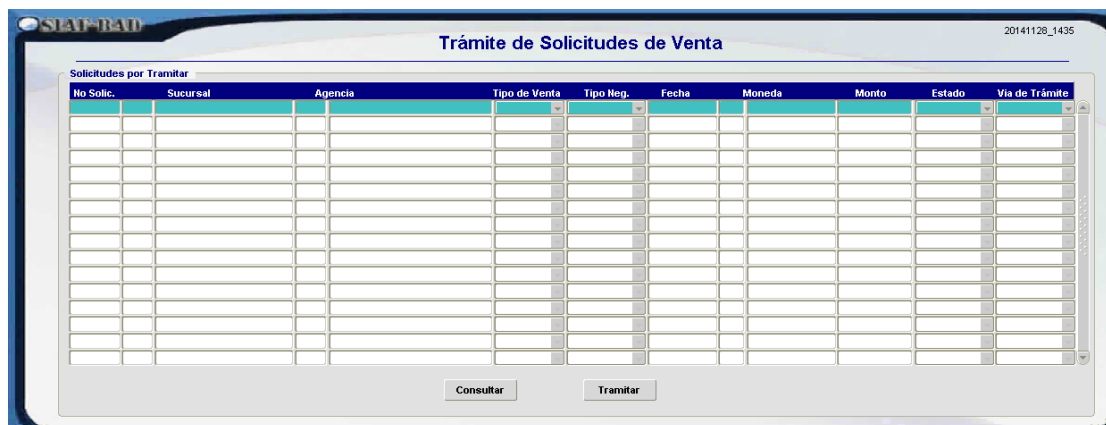 SIAF-BAD
20141128_1435
Trámite de Solicitudes de Venta
Solicitudes por Tramitar
No Solic. Sucursal Agencia Tipo de Venta Tipo Neg. Fecha Moneda Monto Estado Via de Trámite
Consultar Tramitar